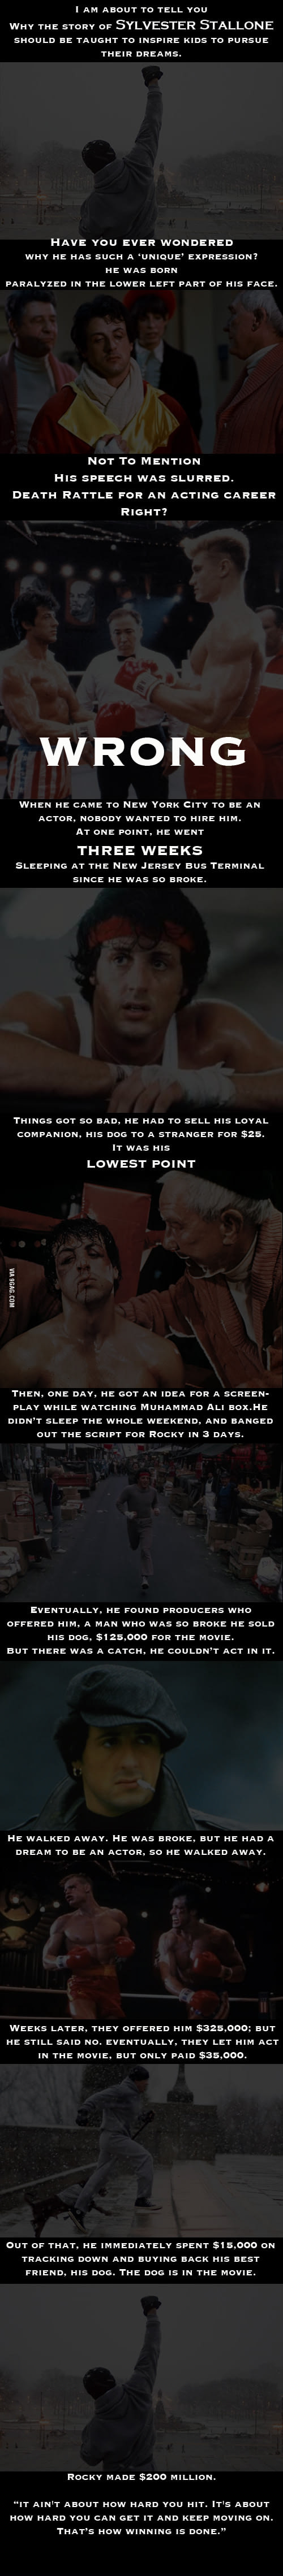 I am about to tell you
Why the story of Sylvester Stallone
should be taught to inspire kids to pursue
their dreams.
Have you ever wondered
why he has such a ‘unique’ expression?
he was born
paralyzed in the lower left part of his face.
Not To Mention
His speech was slurred.
Death Rattle for an acting career
Right?
WRONG
When he came to New York City to be an
actor, nobody wanted to hire him.
At one point, he went
three weeks
Sleeping at the New Jersey Bus Terminal
since he was so broke.
Things got so bad, he had to sell his loyal
companion, his dog to a stranger for $25.
It was his
lowest point
VIA 9GAG.COM
Then, one day, he got an idea for a screen-
play while watching Muhammad Ali box.He
didn't sleep the whole weekend, and banged
out the script for Rocky in 3 days.
Eventually, he found producers who
offered him, a man who was so broke he sold
his dog, $125,000 for the movie.
But there was a catch, he couldn't act in it.
He walked away. He was broke, but he had a
dream to be an actor, so he walked away.
Weeks later, they offered him $325,000; but
he still said no. eventually, they let him act
in the movie, but only paid $35,000.
Out of that, he immediately spent $15,000 on
tracking down and buying back his best
friend, his dog. The dog is in the movie.
Rocky made $200 million.
“it ain't about how hard you hit. It's about
how hard you can get it and keep moving on.
That's how winning is done.”